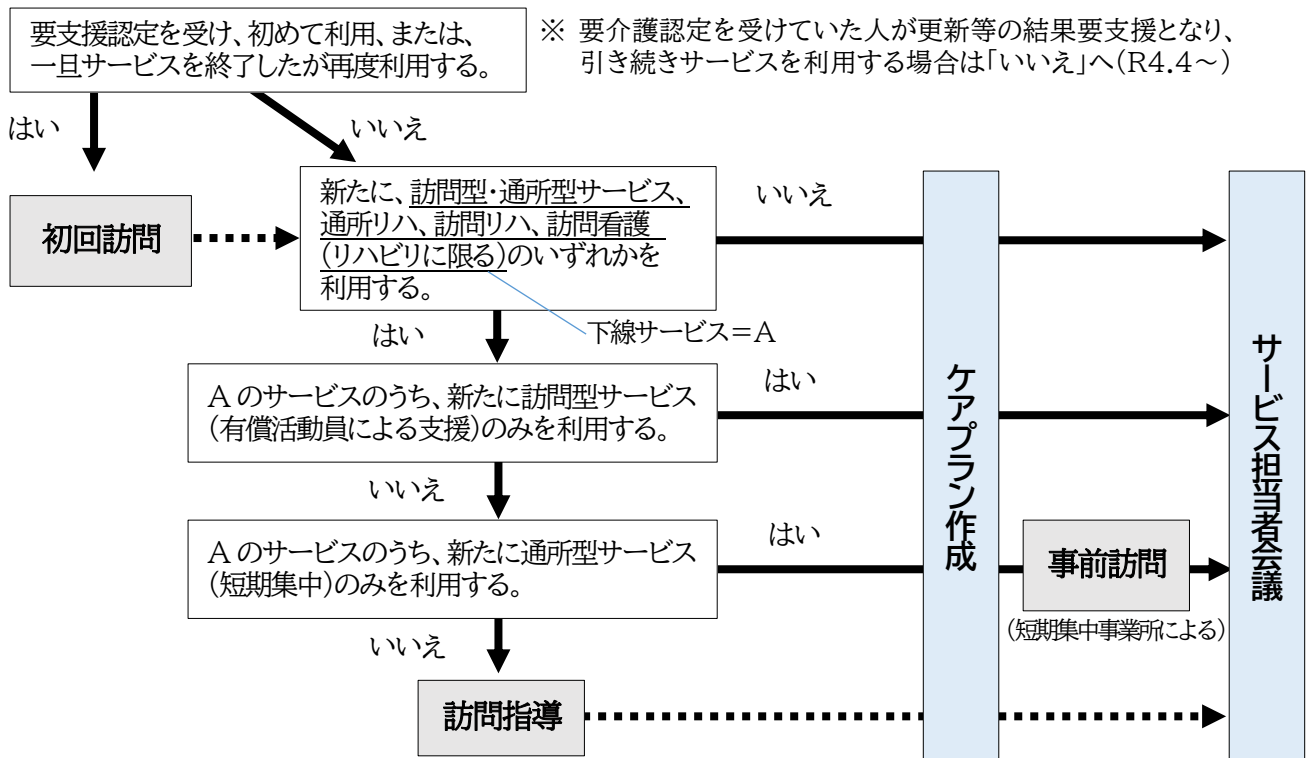 要支援認定を受け、初めて利用、または、
一旦サービスを終了したが再度利用する。
※ 要介護認定を受けていた人が更新等の結果要支援となり、
引き続きサービスを利用する場合は「いいえ」へ(R4.4～)
はい
いいえ
初回訪問
新たに、訪問型・通所型サービス、
通所リハ、訪問リハ、訪問看護
(リハビリに限る)のいずれかを
利用する。
いいえ
はい
下線サービス＝A
A のサービスのうち、新たに訪問型サービス
(有償活動員による支援)のみを利用する。
はい
いいえ
A のサービスのうち、新たに通所型サービス
(短期集中)のみを利用する。
はい
事前訪問
(短期集中事業所による)
いいえ
訪問指導
ケアプラン作成
サービス担当者会議